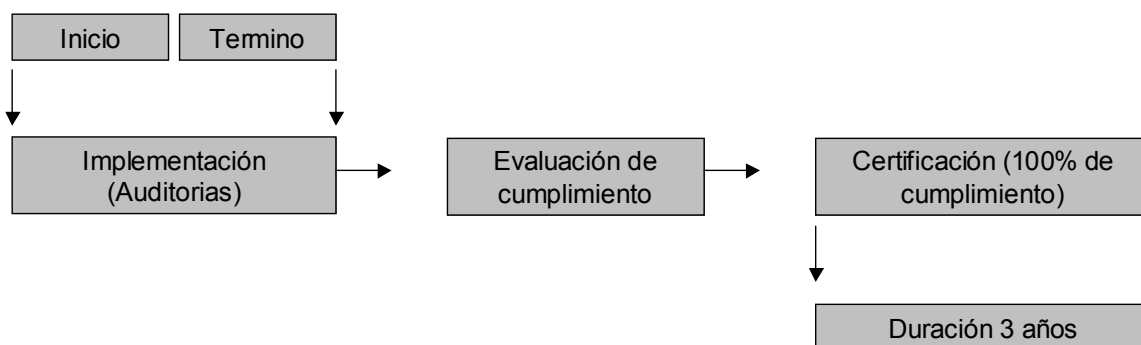 Inicio
Termino
Implementación
(Auditorias)
Evaluación de
cumplimiento
Certificación (100% de
cumplimiento)
Duración 3 años